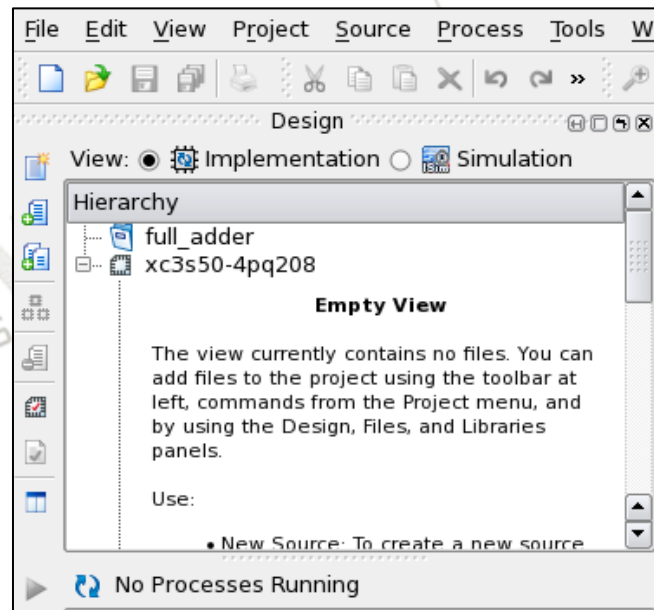 File Edit View Project Source Process Tools W
»
Design
View: Implementation iSim Simulation
Hierarchy
full_adder
xc3s50-4pq208
Empty View
The view currently contains no files. You can
add files to the project using the toolbar at
left, commands from the Project menu, and
by using the Design, Files, and Libraries
panels.
Use:
• New Source: To create a new source
No Processes Running